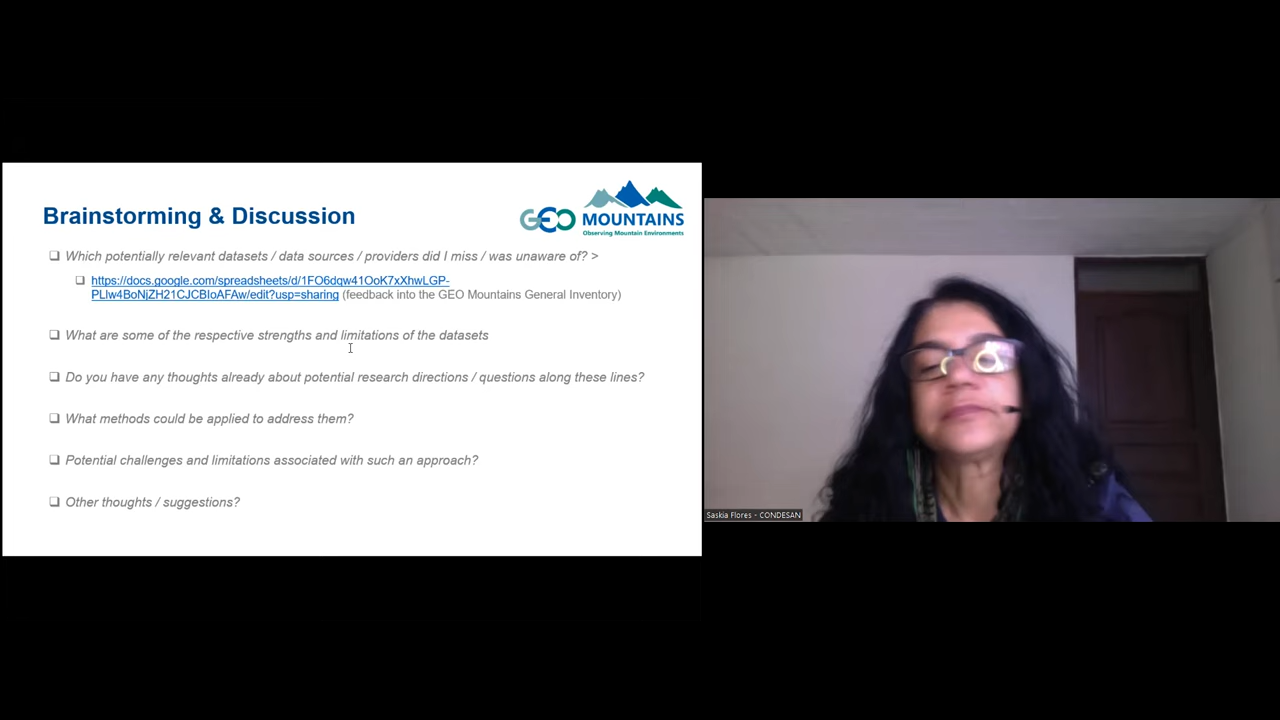 Brainstorming & Discussion
GEO MOUNTAINS
Observing Mountain Environments
❑ Which potentially relevant datasets / data sources / providers did I miss / was unaware of? >
❑ https://docs.google.com/spreadsheets/d/1FO6dqw41OoK7xXhwLGP-
PLlw4BoNjZH21CJCBIoAFAw/edit?usp=sharing (feedback into the GEO Mountains General Inventory)
❑ What are some of the respective strengths and limitations of the datasets
❑ Do you have any thoughts already about potential research directions / questions along these lines?
❑ What methods could be applied to address them?
❑ Potential challenges and limitations associated with such an approach?
❑ Other thoughts / suggestions?
Saskia Flores - CONDESAN